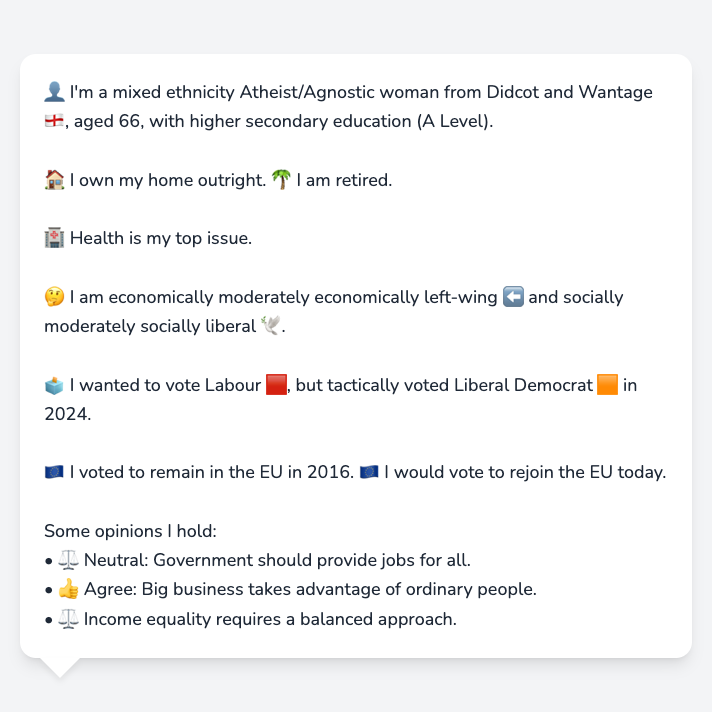 👤 I'm a mixed ethnicity Atheist/Agnostic woman from Didcot and Wantage
🏴󠁧󠁢󠁥󠁮󠁧󠁿, aged 66, with higher secondary education (A Level).
🏠 I own my home outright. 🌴 I am retired.
🏥 Health is my top issue.
🤔 I am economically moderately economically left-wing ⬅️ and socially
moderately socially liberal 🕊️.
🗳️ I wanted to vote Labour 🟥, but tactically voted Liberal Democrat 🟧 in
2024.
🇪🇺 I voted to remain in the EU in 2016. 🇪🇺 I would vote to rejoin the EU today.
Some opinions I hold:
• ⚖️ Neutral: Government should provide jobs for all.
• 👍 Agree: Big business takes advantage of ordinary people.
• ⚖️ Income equality requires a balanced approach.